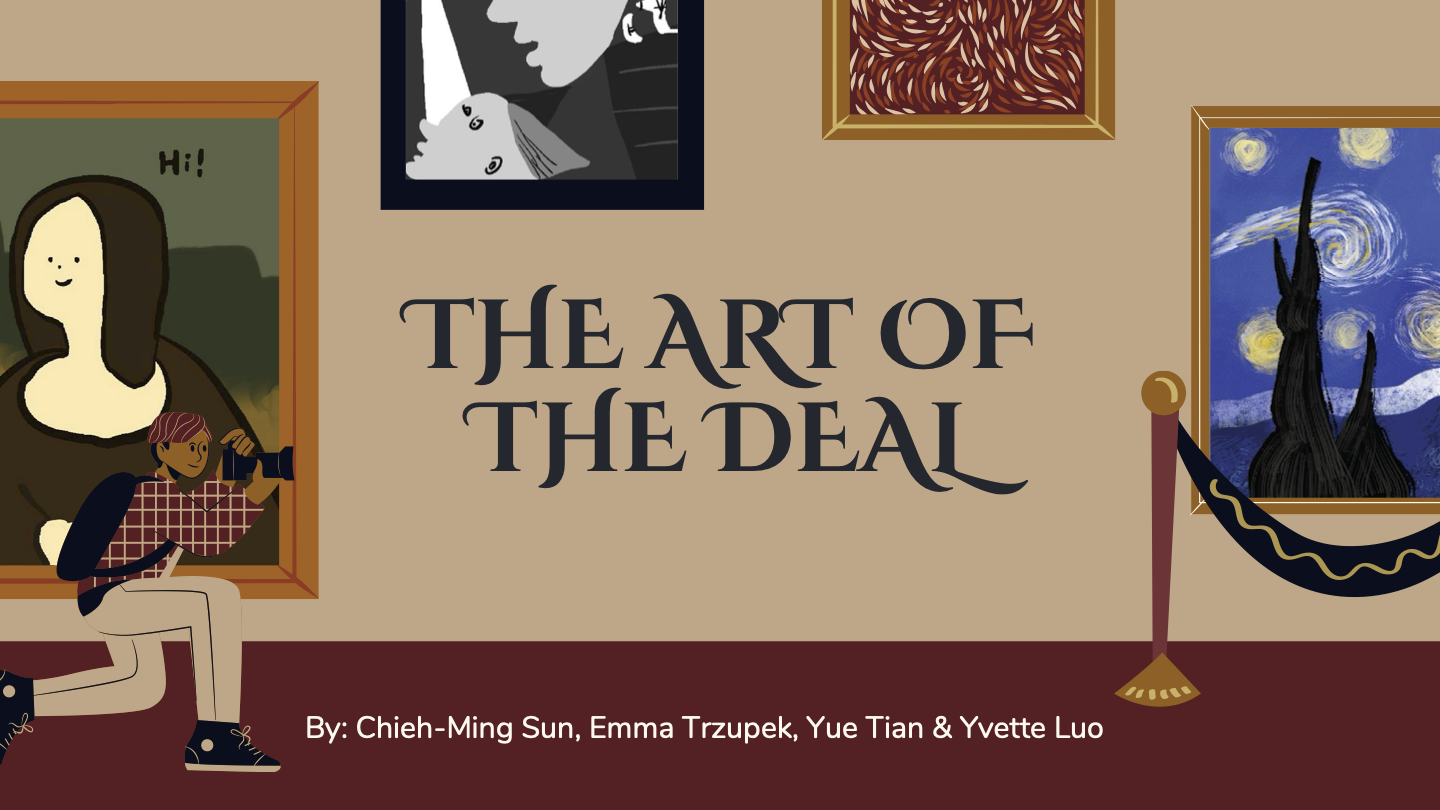 Hi!
THE ART OF
THE DEAL
By: Chieh-Ming Sun, Emma Trzupek, Yue Tian & Yvette Luo